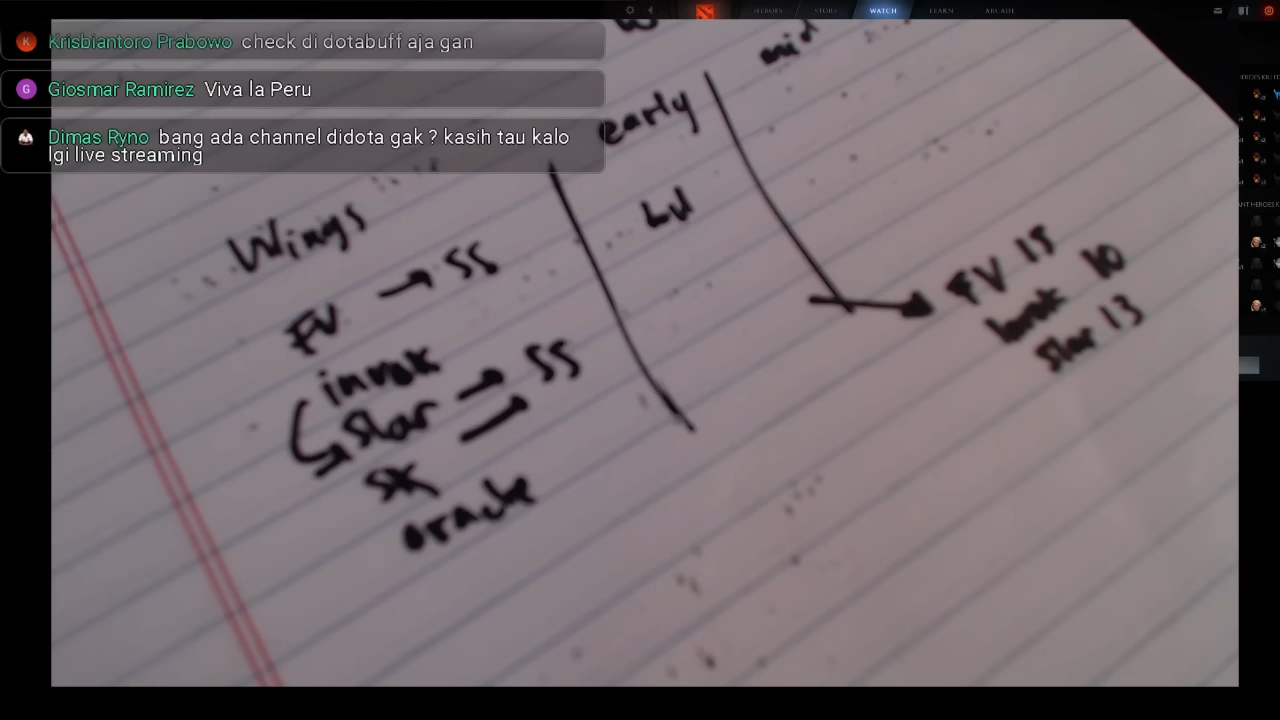 HEROES STORE WATCH LEARN ARCADE
Krisbiantoro Prabowo check di dotabuff aja gan
Giosmar Ramirez Viva la Peru
Dimas Ryno bang ada channel didota gak ? kasih tau kalo
lgi live streaming
early
mid
Wings
FV → SS
invok
slar → SS
SK
oracle
FV 15
invok 10
slar 13